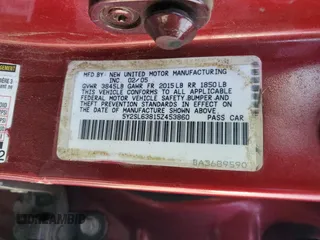 MFD BY: NEW UNITED MOTOR MANUFACTURING
INC. 02/05
GVWR 3845LB GAWR FR 2015LB RR 1850LB
THIS VEHICLE CONFORMS TO ALL APPLICABLE
FEDERAL MOTOR VEHICLE SAFETY,BUMPER AND
THEFT PREVENTION STANDARDS IN EFFECT ON
THE DATE OF MANUFACTURE SHOWN ABOVE.
5Y2SL63815Z453860 PASS CAR
BA3689590
DREAMBID